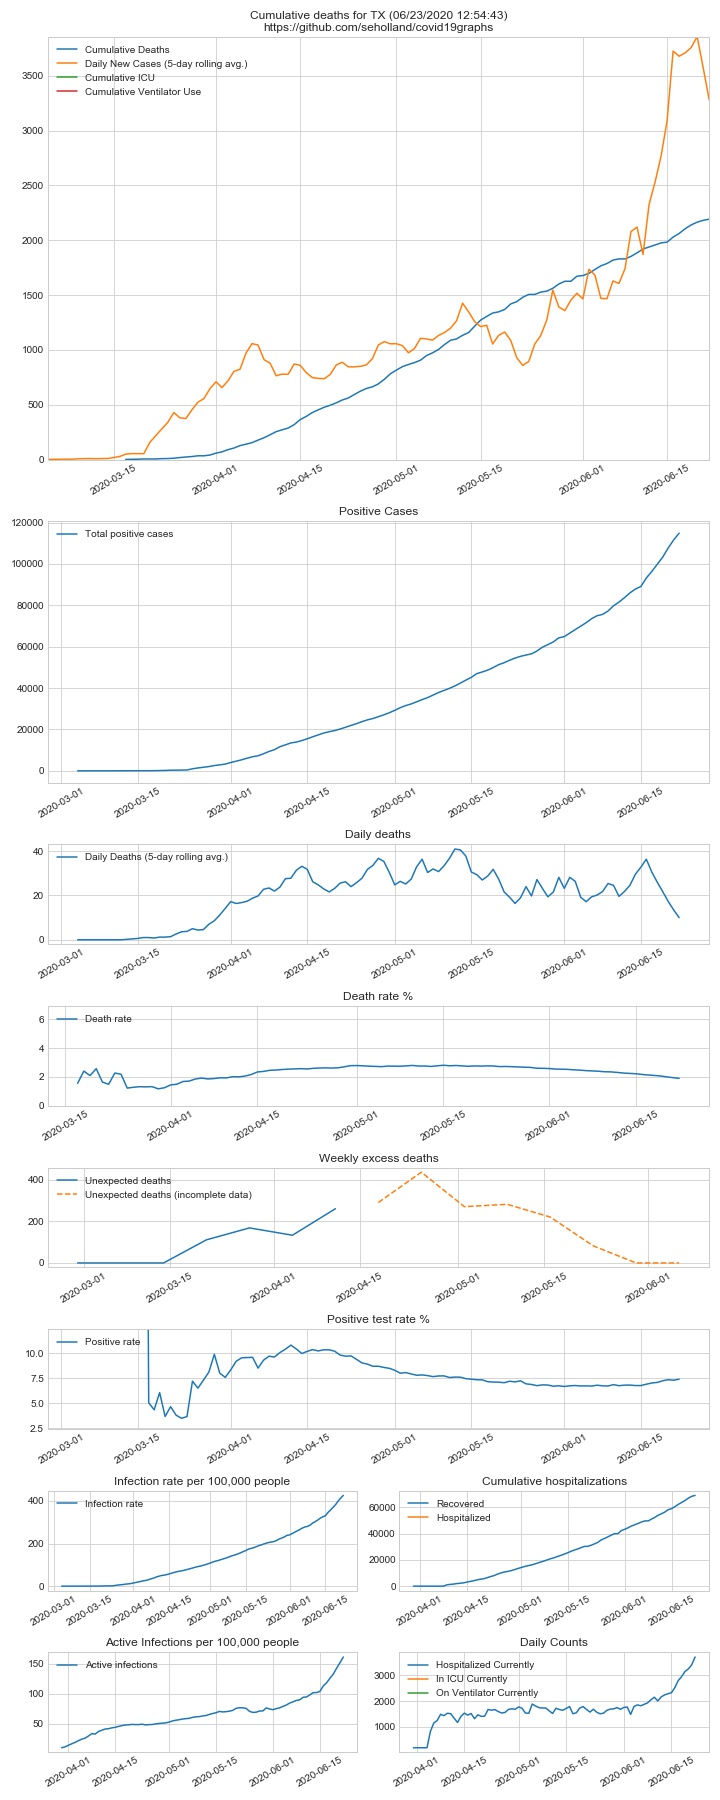 Cumulative deaths for TX (06/23/2020 12:54:43)
https://github.com/seholland/covid19graphs
Cumulative Deaths
Daily New Cases (5-day rolling avg.)
Cumulative ICU
Cumulative Ventilator Use
3500
3000
2500
2000
1500
1000
500
0
2020-03-15 2020-04-01 2020-04-15 2020-05-01 2020-05-15 2020-06-01 2020-06-15
Positive Cases
Total positive cases
120000
100000
80000
60000
40000
20000
0
2020-03-01 2020-03-15 2020-04-01 2020-04-15 2020-05-01 2020-05-15 2020-06-01 2020-06-15
Daily deaths
Daily Deaths (5-day rolling avg.)
40
20
0
2020-03-01 2020-03-15 2020-04-01 2020-04-15 2020-05-01 2020-05-15 2020-06-01 2020-06-15
Death rate %
Death rate
6
4
2
0
2020-03-15 2020-04-01 2020-04-15 2020-05-01 2020-05-15 2020-06-01 2020-06-15
Weekly excess deaths
Unexpected deaths
Unexpected deaths (incomplete data)
400
200
0
2020-03-01 2020-03-15 2020-04-01 2020-04-15 2020-05-01 2020-05-15 2020-06-01
Positive test rate %
Positive rate
10.0
7.5
5.0
2.5
2020-03-01 2020-03-15 2020-04-01 2020-04-15 2020-05-01 2020-05-15 2020-06-01 2020-06-15
Infection rate per 100,000 people
Infection rate
400
200
0
2020-03-01 2020-03-15 2020-04-01 2020-04-15 2020-05-01 2020-05-15 2020-06-01 2020-06-15
Cumulative hospitalizations
Recovered
Hospitalized
60000
40000
20000
0
2020-04-01 2020-04-15 2020-05-01 2020-05-15 2020-06-01 2020-06-15
Active Infections per 100,000 people
Active infections
150
100
50
2020-04-01 2020-04-15 2020-05-01 2020-05-15 2020-06-01 2020-06-15
Daily Counts
Hospitalized Currently
In ICU Currently
On Ventilator Currently
3000
2000
1000
2020-04-01 2020-04-15 2020-05-01 2020-05-15 2020-06-01 2020-06-15